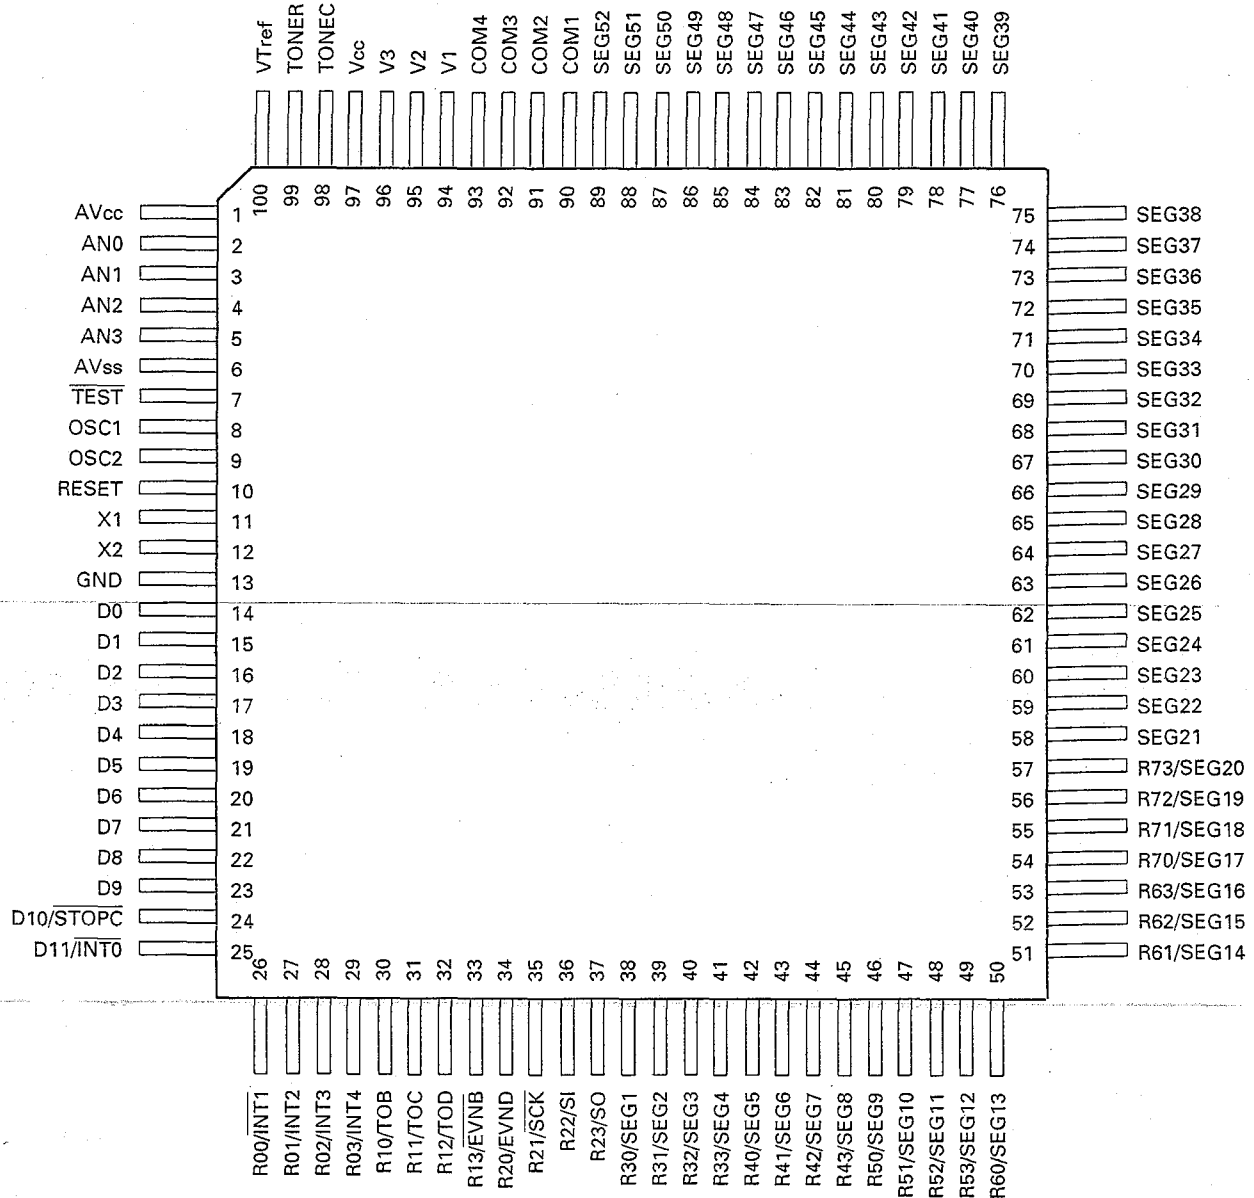 VTref
TONER
TONEC
Vcc
V3
V2
V1
COM4
COM3
COM2
COM1
SEG52
SEG51
SEG50
SEG49
SEG48
SEG47
SEG46
SEG45
SEG44
SEG43
SEG42
SEG41
SEG40
SEG39
100
99
98
97
96
95
94
93
92
91
90
89
88
87
86
85
84
83
82
81
80
79
78
77
76
AVcc 1
AN0 2
AN1 3
AN2 4
AN3 5
AVss 6
TEST 7
OSC1 8
OSC2 9
RESET 10
X1 11
X2 12
GND 13
D0 14
D1 15
D2 16
D3 17
D4 18
D5 19
D6 20
D7 21
D8 22
D9 23
D10/STOPC 24
D11/INT0 25
75 SEG38
74 SEG37
73 SEG36
72 SEG35
71 SEG34
70 SEG33
69 SEG32
68 SEG31
67 SEG30
66 SEG29
65 SEG28
64 SEG27
63 SEG26
62 SEG25
61 SEG24
60 SEG23
59 SEG22
58 SEG21
57 R73/SEG20
56 R72/SEG19
55 R71/SEG18
54 R70/SEG17
53 R63/SEG16
52 R62/SEG15
51 R61/SEG14
26
27
28
29
30
31
32
33
34
35
36
37
38
39
40
41
42
43
44
45
46
47
48
49
50
R00/INT1
R01/INT2
R02/INT3
R03/INT4
R10/TOB
R11/TOC
R12/TOD
R13/EVNB
R20/EVND
R21/SCK
R22/SI
R23/SO
R30/SEG1
R31/SEG2
R32/SEG3
R33/SEG4
R40/SEG5
R41/SEG6
R42/SEG7
R43/SEG8
R50/SEG9
R51/SEG10
R52/SEG11
R53/SEG12
R60/SEG13